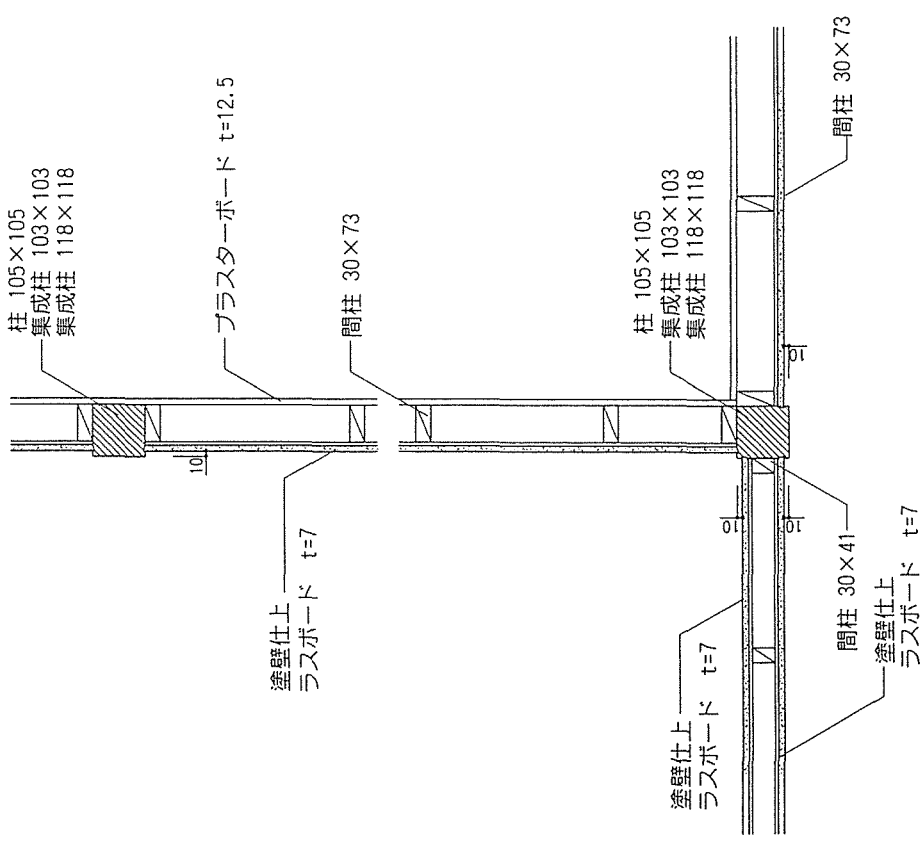 柱 105×105
集成柱 103×103
集成柱 118×118
プラスターボード t=12.5
間柱 30×73
柱 105×105
集成柱 103×103
集成柱 118×118
間柱 30×73
10
塗壁仕上
ラスボード t=7
10
10
10
塗壁仕上
ラスボード t=7
間柱 30×41
塗壁仕上
ラスボード t=7